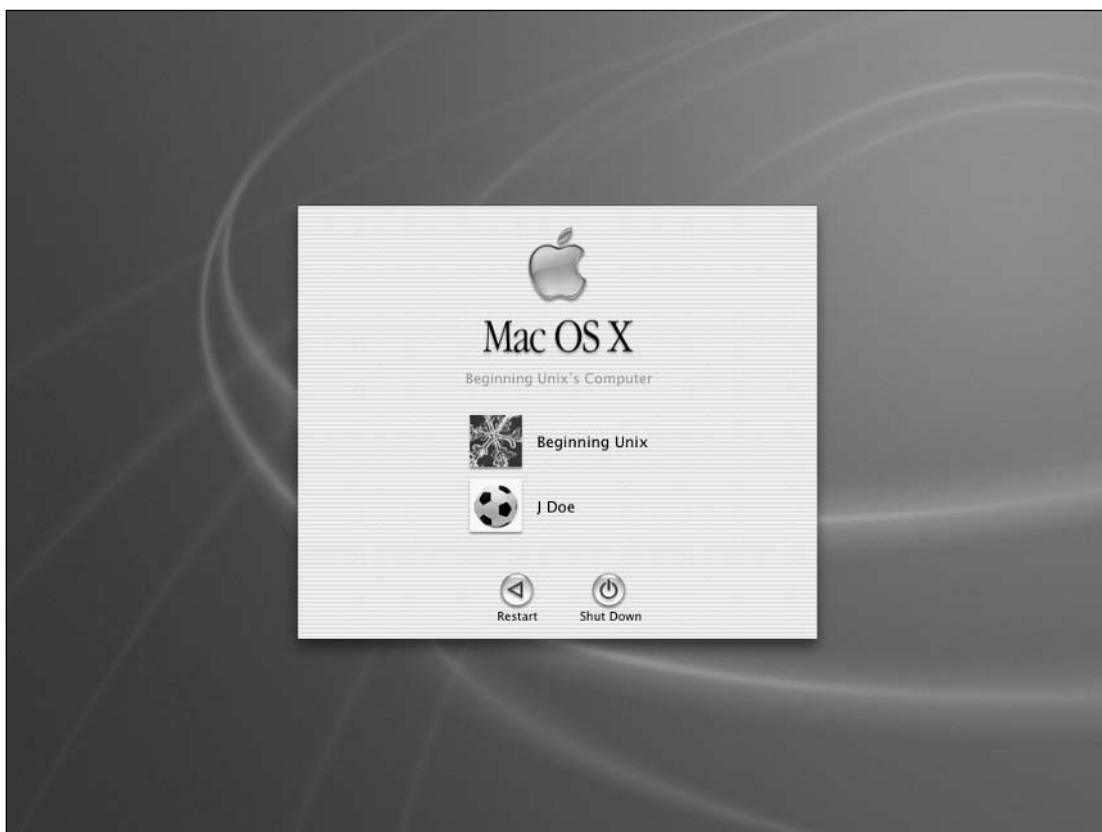 Mac OS X
Beginning Unix's Computer
Beginning Unix
J Doe
Restart
Shut Down